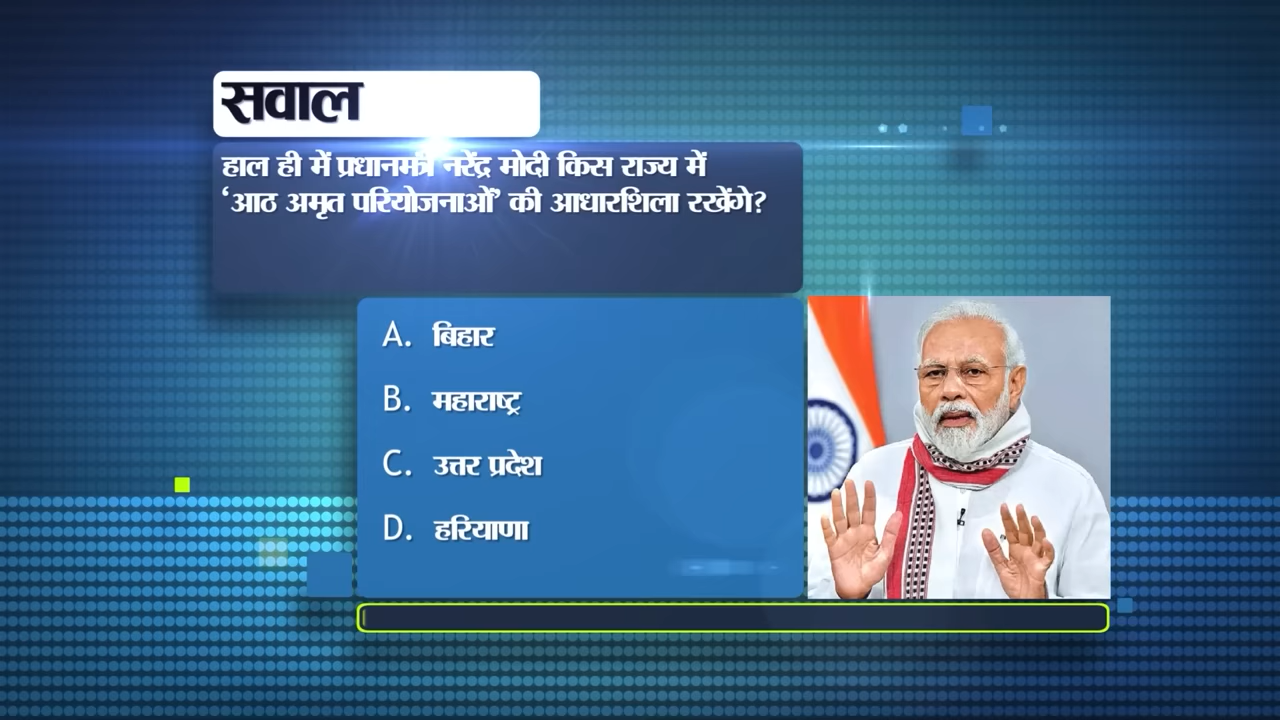 सवाल
हाल ही में प्रधानमंत्री नरेंद्र मोदी किस राज्य में
‘आठ अमृत परियोजनाओं’ की आधारशिला रखेंगे?
A. बिहार
B. महाराष्ट्र
C. उत्तर प्रदेश
D. हरियाणा